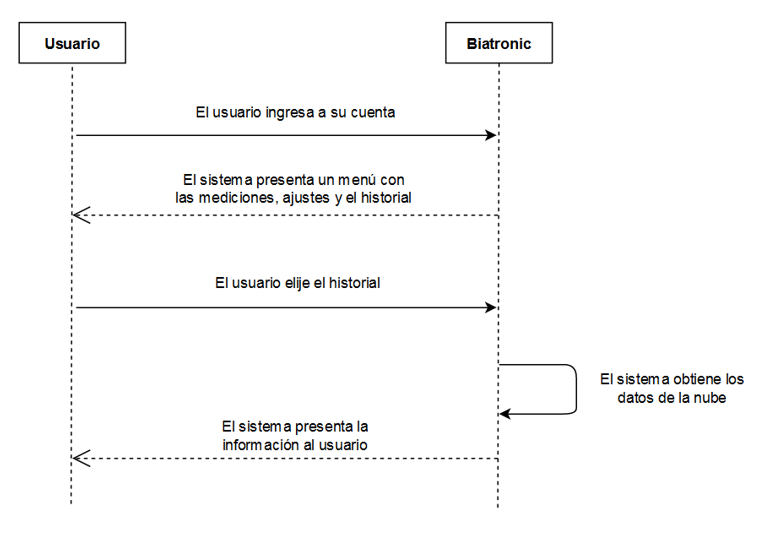 Usuario
Biatronic
El usuario ingresa a su cuenta
El sistema presenta un menú con
las mediciones, ajustes y el historial
El usuario elije el historial
El sistema obtiene los
datos de la nube
El sistema presenta la
información al usuario